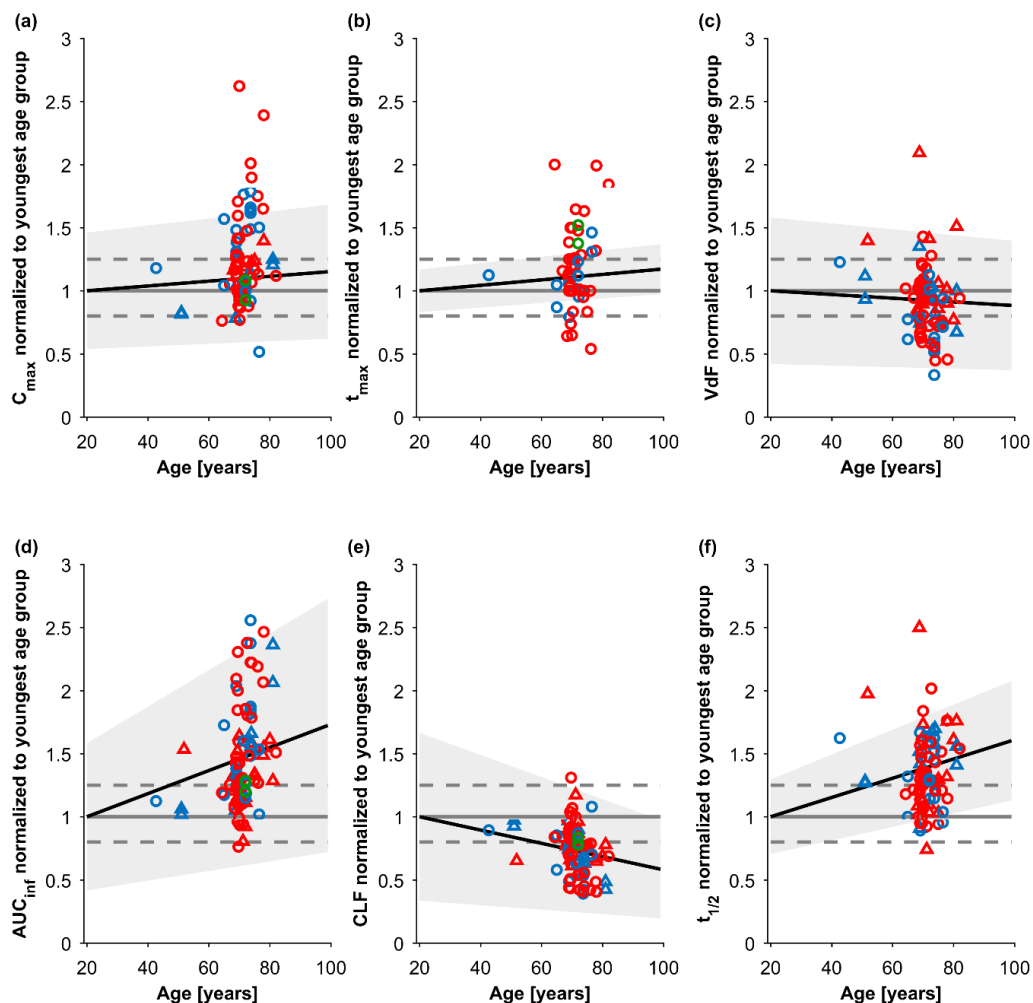 (a)
(b)
(c)
3
2.5
2
1.5
1
0.5
0
20 40 60 80 100
Age [years]
C_max normalized to youngest age group
3
2.5
2
1.5
1
0.5
0
20 40 60 80 100
Age [years]
t_max normalized to youngest age group
3
2.5
2
1.5
1
0.5
0
20 40 60 80 100
Age [years]
VdF normalized to youngest age group
(d)
(e)
(f)
3
2.5
2
1.5
1
0.5
0
20 40 60 80 100
Age [years]
AUC_inf normalized to youngest age group
3
2.5
2
1.5
1
0.5
0
20 40 60 80 100
Age [years]
CLF normalized to youngest age group
3
2.5
2
1.5
1
0.5
0
20 40 60 80 100
Age [years]
t_1/2 normalized to youngest age group